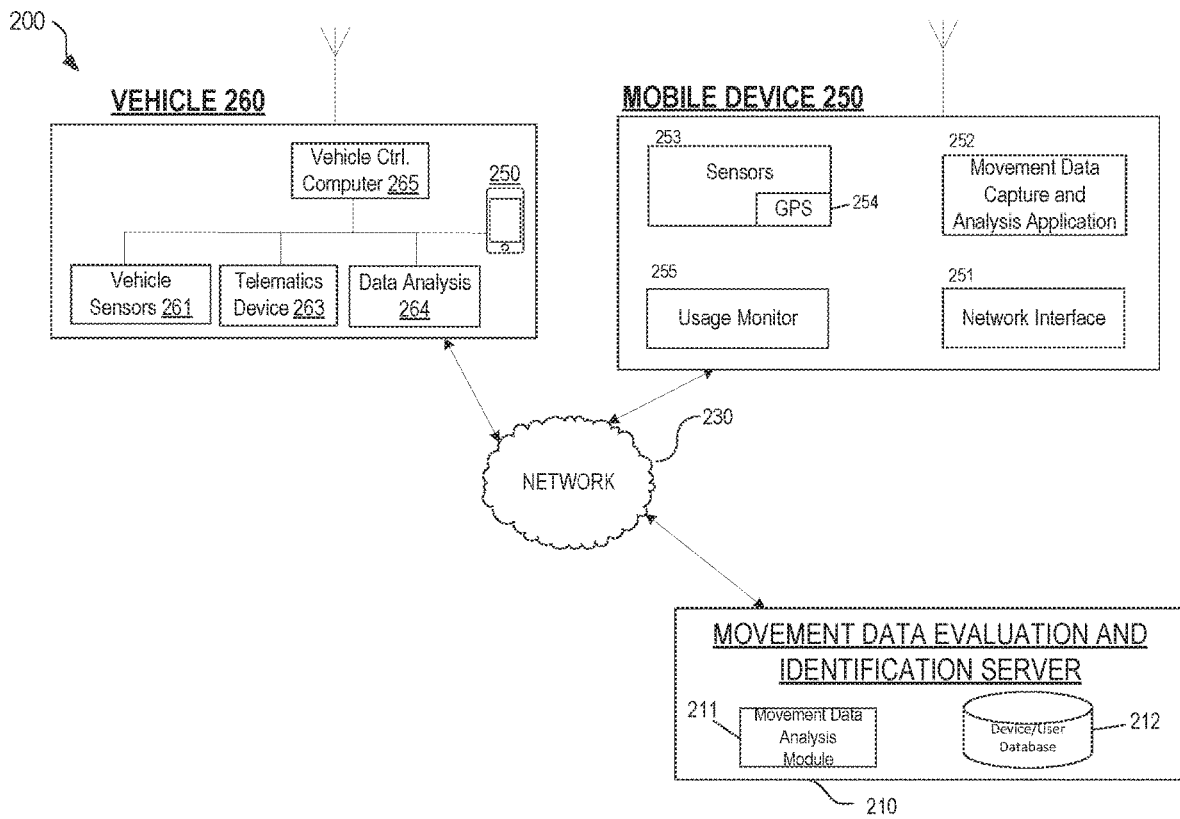 200
VEHICLE 260
Vehicle Ctrl.
Computer 265
250
Vehicle
Sensors 261
Telematics
Device 263
Data Analysis
264
MOBILE DEVICE 250
253
Sensors
GPS
254
252
Movement Data
Capture and
Analysis Application
255
Usage Monitor
251
Network Interface
NETWORK
230
MOVEMENT DATA EVALUATION AND
IDENTIFICATION SERVER
211
Movement Data
Analysis
Module
Device/User
Database
212
210